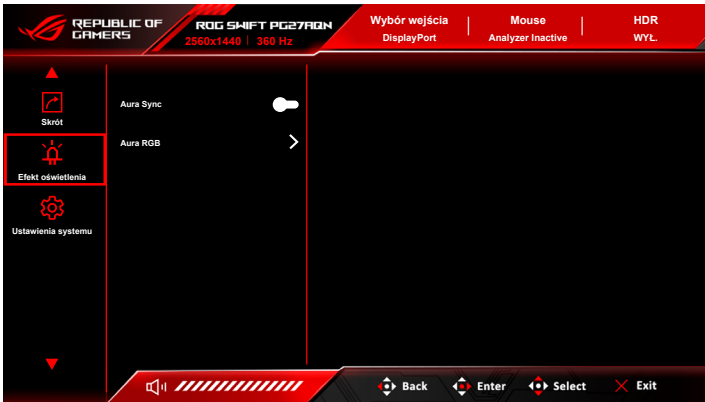 REPUBLIC OF
GAMERS
ROG SWIFT PG27AQN
2560x1440 | 360 Hz
Wybór wejścia
DisplayPort
Mouse
Analyzer Inactive
HDR
WYŁ.
Skrót
Efekt oświetlenia
Ustawienia systemu
Aura Sync
Aura RGB
Back
Enter
Select
Exit